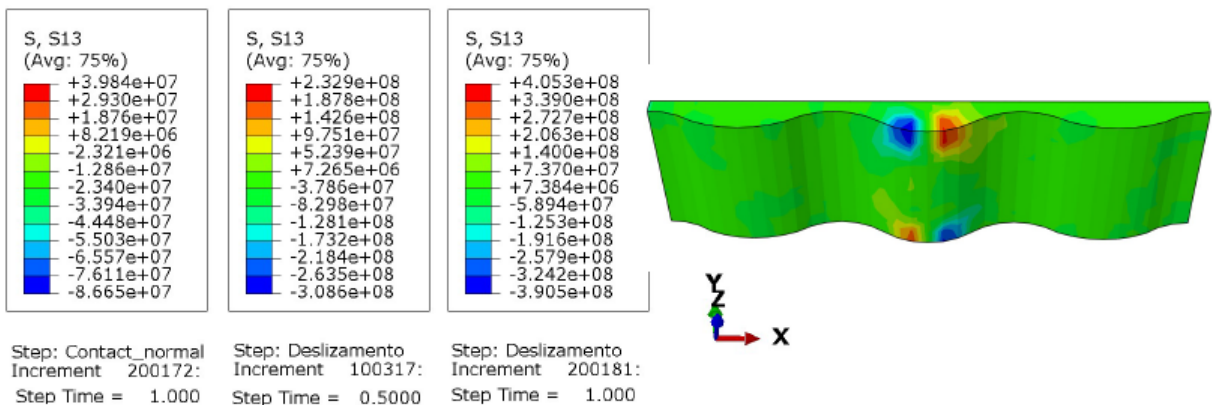 S, S13
(Avg: 75%)
+3.984e+07
+2.930e+07
+1.876e+07
+8.219e+06
-2.321e+06
-1.286e+07
-2.340e+07
-3.394e+07
-4.448e+07
-5.503e+07
-6.557e+07
-7.611e+07
-8.665e+07
Step: Contact_normal
Increment 200172:
Step Time = 1.000
S, S13
(Avg: 75%)
+2.329e+08
+1.878e+08
+1.426e+08
+9.751e+07
+5.239e+07
+7.265e+06
-3.786e+07
-8.298e+07
-1.281e+08
-1.732e+08
-2.184e+08
-2.635e+08
-3.086e+08
Step: Deslizamento
Increment 100317:
Step Time = 0.5000
S, S13
(Avg: 75%)
+4.053e+08
+3.390e+08
+2.727e+08
+2.063e+08
+1.400e+08
+7.370e+07
+7.384e+06
-5.894e+07
-1.253e+08
-1.916e+08
-2.579e+08
-3.242e+08
-3.905e+08
Step: Deslizamento
Increment 200181:
Step Time = 1.000
Y
Z
X